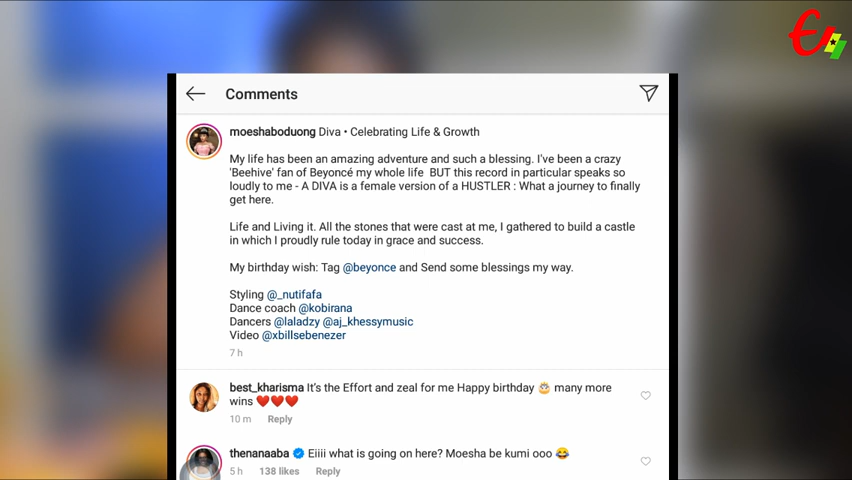 Comments
moeshaboduong Diva • Celebrating Life & Growth
My life has been an amazing adventure and such a blessing. I've been a crazy
'Beehive' fan of Beyoncé my whole life  BUT this record in particular speaks so
loudly to me - A DIVA is a female version of a HUSTLER : What a journey to finally
get here.
Life and Living it. All the stones that were cast at me, I gathered to build a castle
in which I proudly rule today in grace and success.
My birthday wish: Tag @beyonce and Send some blessings my way.
Styling @_nutifafa
Dance coach @kobirana
Dancers @laladzy @aj_khessymusic
Video @xbillsebenezer
7 h
best_kharisma It's the Effort and zeal for me Happy birthday 🎂 many more
wins ❤️❤️❤️
10 m Reply
thenanaaba Eiiii what is going on here? Moesha be kumi ooo 😂
5 h 138 likes Reply